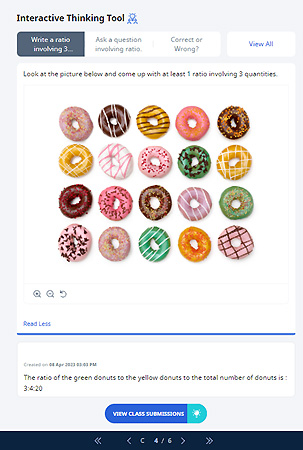 Interactive Thinking Tool
Write a ratio
involving 3...
Ask a question
involving ratio.
Correct or
Wrong?
View All
Look at the picture below and come up with at least 1 ratio involving 3 quantities.
Read Less
Created on 08 Apr 2023 03:03 PM
The ratio of the green donuts to the yellow donuts to the total number of donuts is :
3:4:20
VIEW CLASS SUBMISSIONS
C 4 / 6